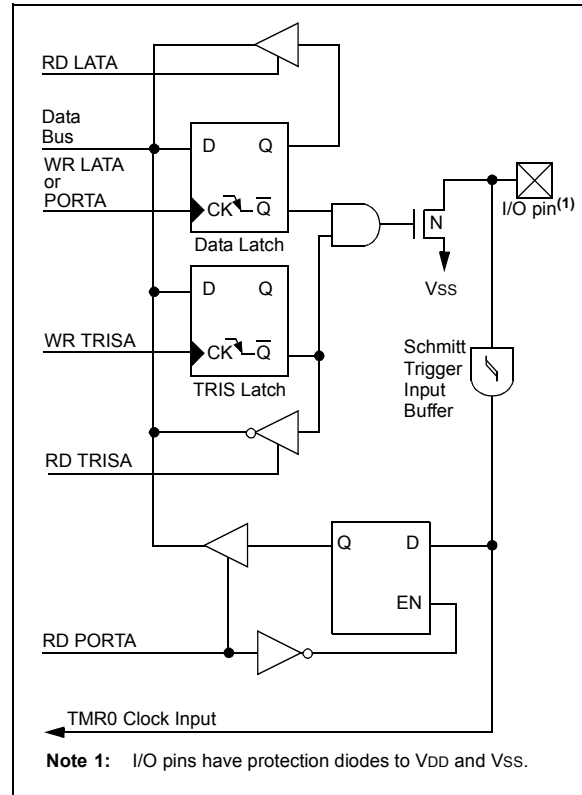 RD LATA
Data
Bus
D Q
WR LATA
or
PORTA
CK Q
Data Latch
N
I/O pin(1)
VSS
D Q
WR TRISA
CK Q
TRIS Latch
Schmitt
Trigger
Input
Buffer
RD TRISA
Q D
EN
RD PORTA
TMR0 Clock Input
Note 1: I/O pins have protection diodes to VDD and VSS.